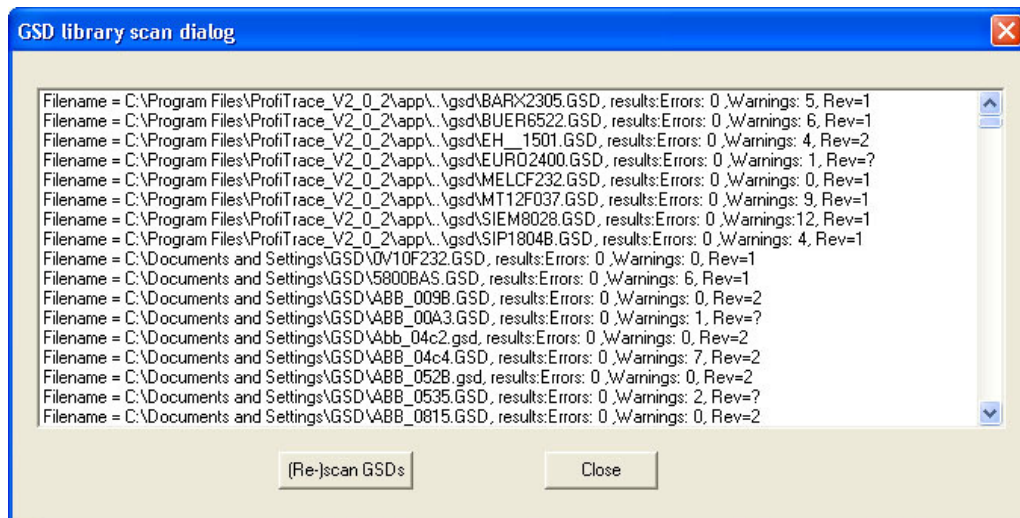 GSD library scan dialog
Filename = C:\Program Files\ProfiTrace_V2_0_2\app\..\gsd\BARX2305.GSD, results:Errors: 0 ,Warnings: 5, Rev=1
Filename = C:\Program Files\ProfiTrace_V2_0_2\app\..\gsd\BUER6522.GSD, results:Errors: 0 ,Warnings: 6, Rev=1
Filename = C:\Program Files\ProfiTrace_V2_0_2\app\..\gsd\EH__1501.GSD, results:Errors: 0 ,Warnings: 4, Rev=2
Filename = C:\Program Files\ProfiTrace_V2_0_2\app\..\gsd\EURO2400.GSD, results:Errors: 0 ,Warnings: 1, Rev=?
Filename = C:\Program Files\ProfiTrace_V2_0_2\app\..\gsd\MELCF232.GSD, results:Errors: 0 ,Warnings: 0, Rev=1
Filename = C:\Program Files\ProfiTrace_V2_0_2\app\..\gsd\MT12F037.GSD, results:Errors: 0 ,Warnings: 9, Rev=1
Filename = C:\Program Files\ProfiTrace_V2_0_2\app\..\gsd\SIEM8028.GSD, results:Errors: 0 ,Warnings:12, Rev=1
Filename = C:\Program Files\ProfiTrace_V2_0_2\app\..\gsd\SIP1804B.GSD, results:Errors: 0 ,Warnings: 4, Rev=1
Filename = C:\Documents and Settings\GSD\0V10F232.GSD, results:Errors: 0 ,Warnings: 0, Rev=1
Filename = C:\Documents and Settings\GSD\5800BAS.GSD, results:Errors: 0 ,Warnings: 6, Rev=1
Filename = C:\Documents and Settings\GSD\ABB_009B.GSD, results:Errors: 0 ,Warnings: 0, Rev=2
Filename = C:\Documents and Settings\GSD\ABB_00A3.GSD, results:Errors: 0 ,Warnings: 1, Rev=?
Filename = C:\Documents and Settings\GSD\Abb_04c2.gsd, results:Errors: 0 ,Warnings: 0, Rev=2
Filename = C:\Documents and Settings\GSD\ABB_04c4.GSD, results:Errors: 0 ,Warnings: 7, Rev=2
Filename = C:\Documents and Settings\GSD\ABB_052B.gsd, results:Errors: 0 ,Warnings: 0, Rev=2
Filename = C:\Documents and Settings\GSD\ABB_0535.GSD, results:Errors: 0 ,Warnings: 2, Rev=?
Filename = C:\Documents and Settings\GSD\ABB_0815.GSD, results:Errors: 0 ,Warnings: 0, Rev=2
(Re-)scan GSDs
Close